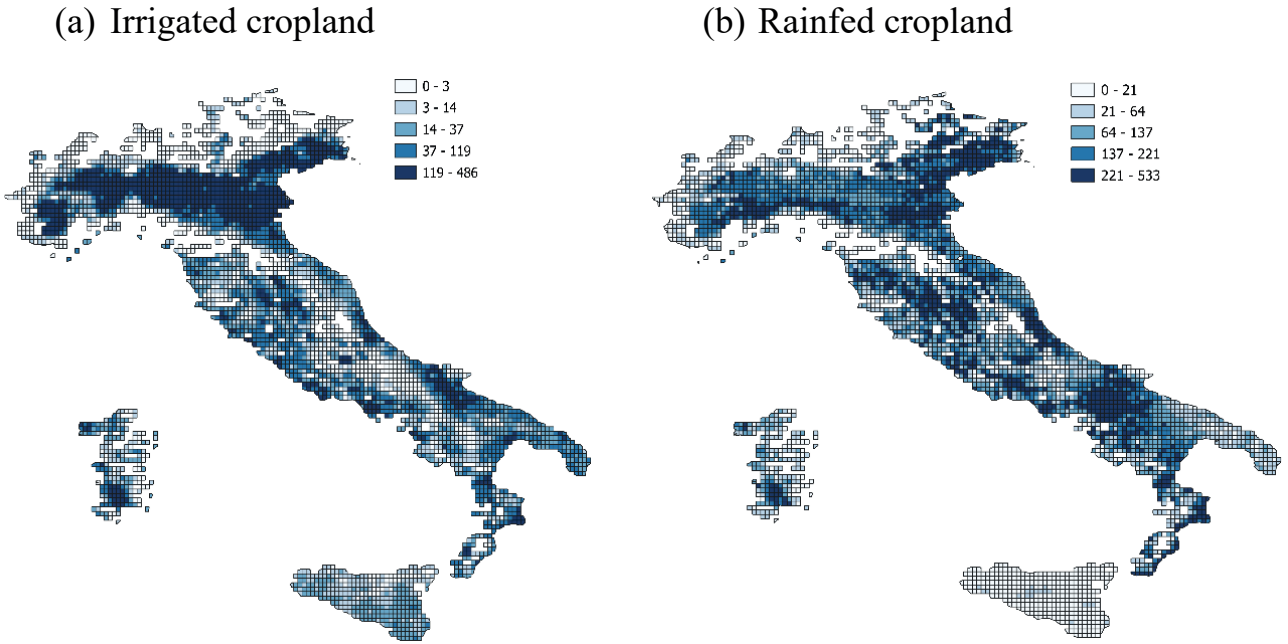 (a) Irrigated cropland
0 - 3
3 - 14
14 - 37
37 - 119
119 - 486
(b) Rainfed cropland
0 - 21
21 - 64
64 - 137
137 - 221
221 - 533